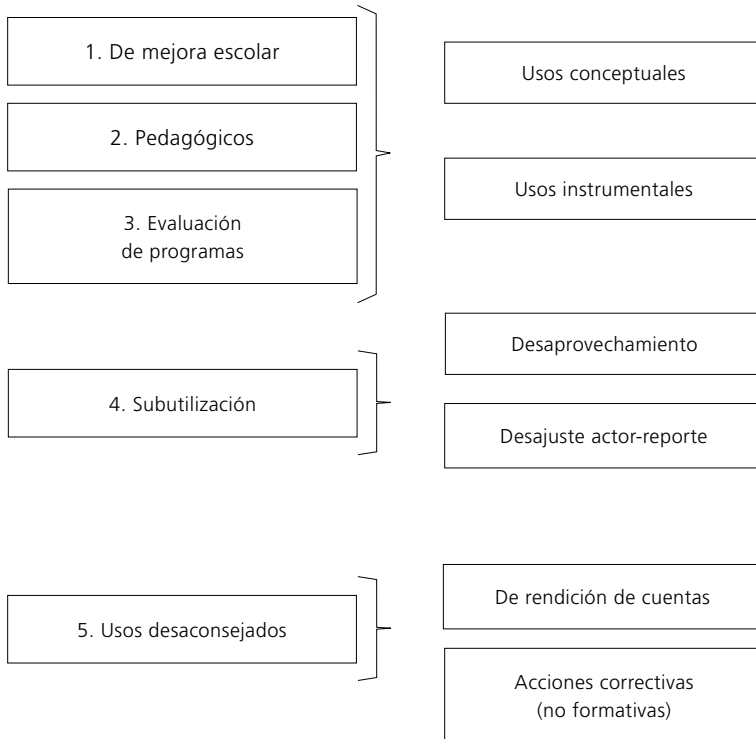 1. De mejora escolar
2. Pedagógicos
3. Evaluación
de programas
Usos conceptuales
Usos instrumentales
4. Subutilización
Desaprovechamiento
Desajuste actor-reporte
5. Usos desaconsejados
De rendición de cuentas
Acciones correctivas
(no formativas)